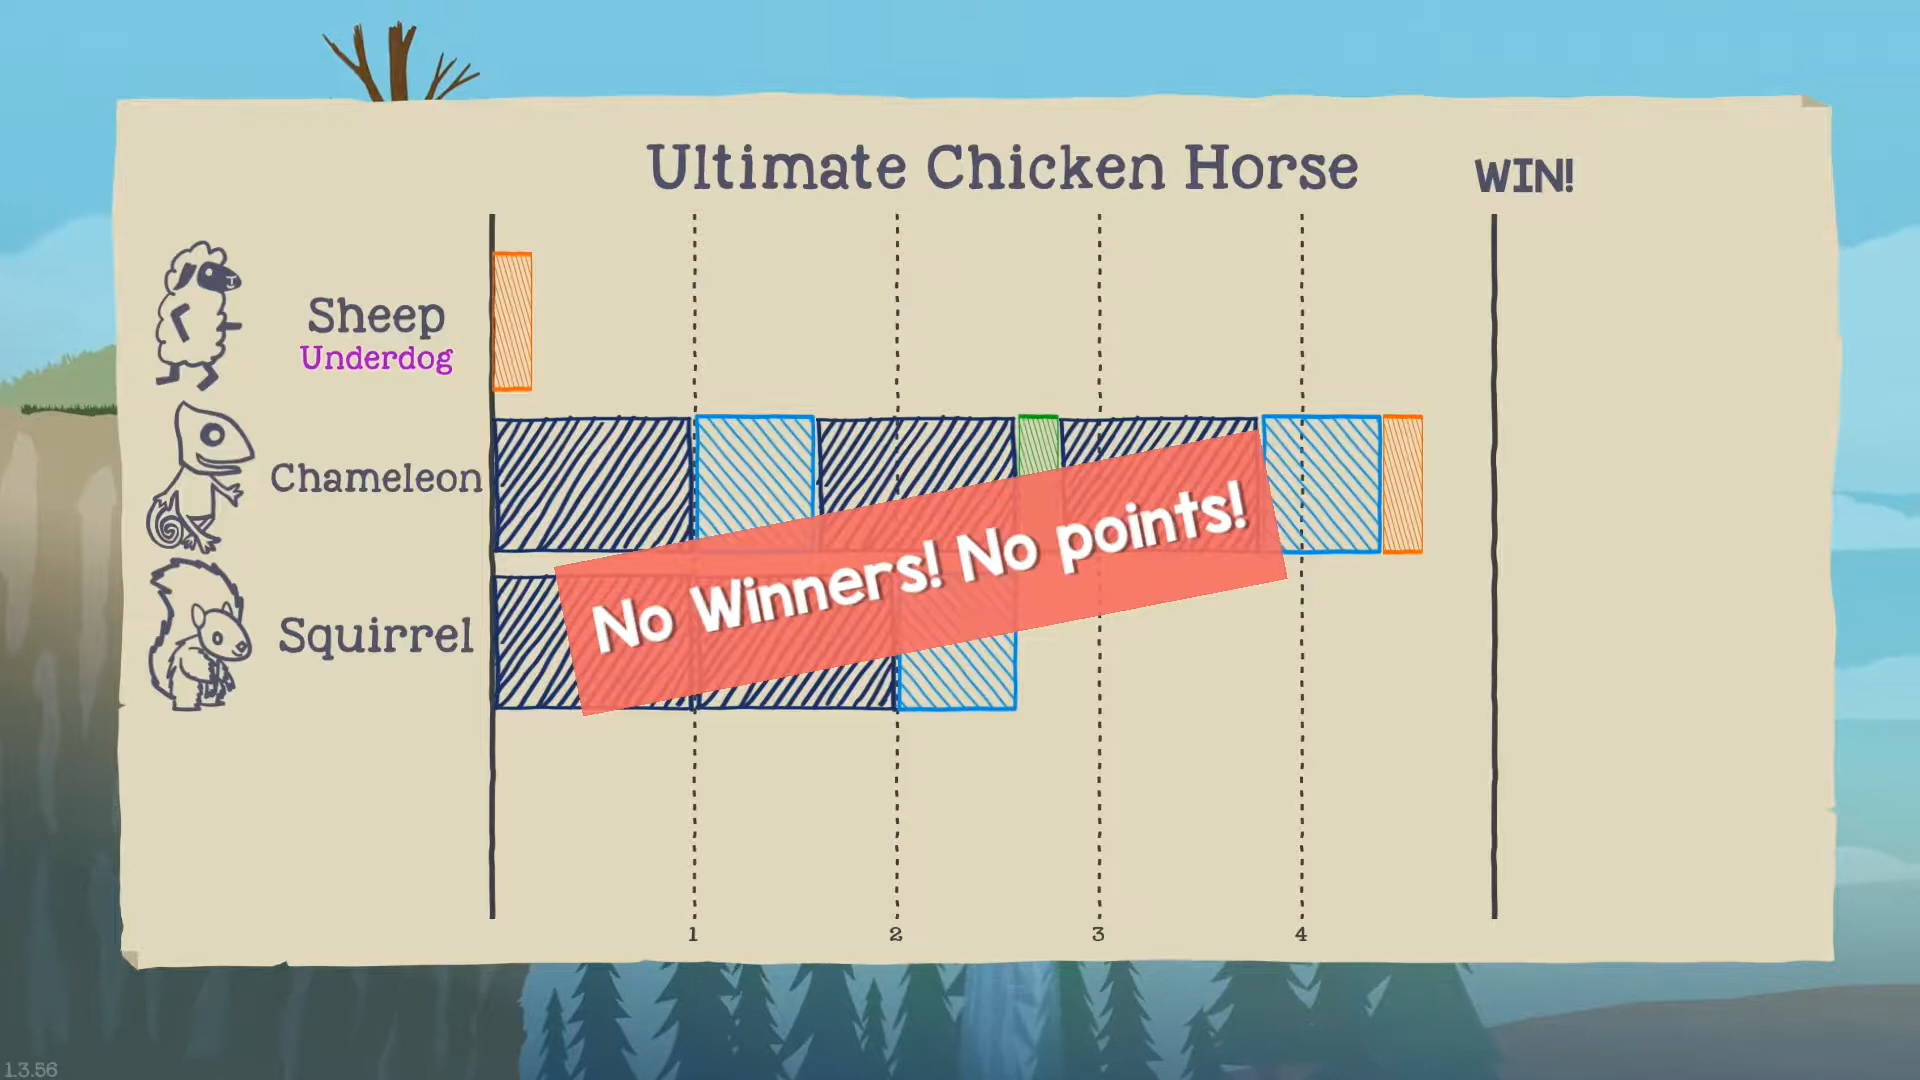 Ultimate Chicken Horse
WIN!
Sheep
Underdog
Chameleon
Squirrel
No Winners! No points!
1 2 3 4
1.3.56